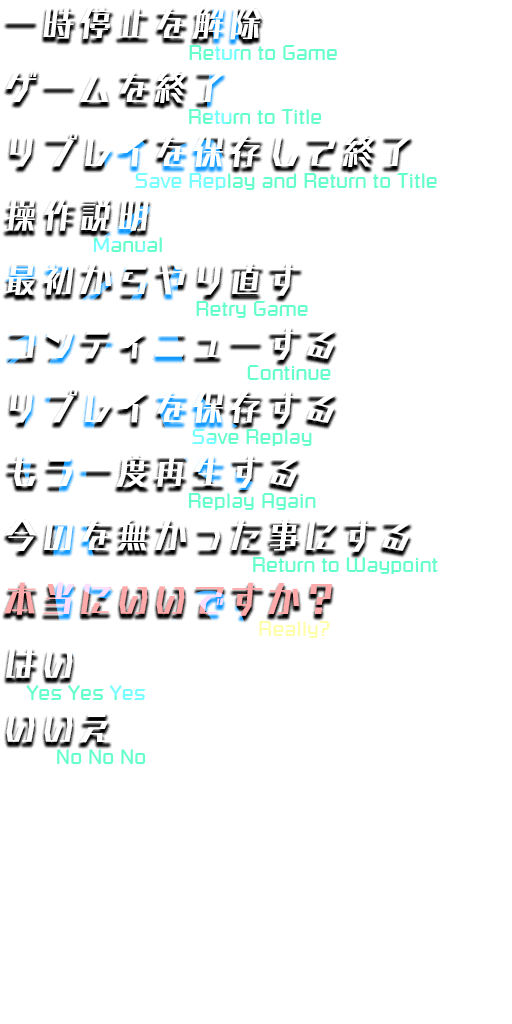 一時停止を解除
Return to Game
ゲームを終了
Return to Title
リプレイを保存して終了
Save Replay and Return to Title
操作説明
Manual
最初からやり直す
Retry Game
コンティニューする
Continue
リプレイを保存する
Save Replay
もう一度再生する
Replay Again
今のを無かった事にする
Return to Waypoint
本当にいいですか?
Really?
はい
Yes Yes Yes
いいえ
No No No